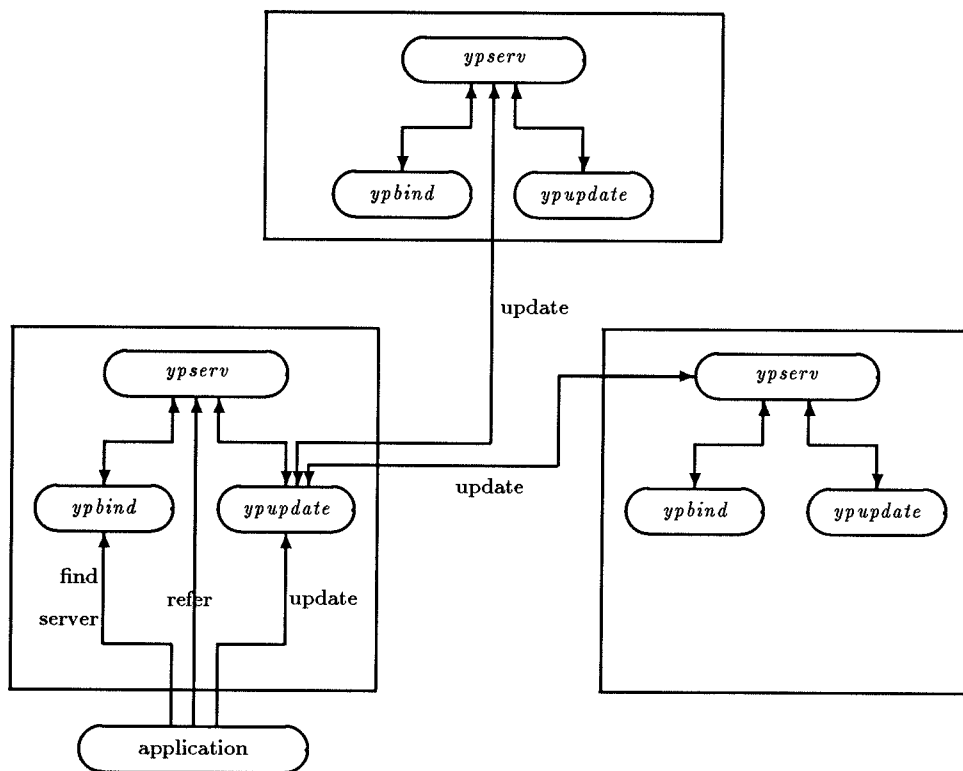 ypserv
ypbind
ypupdate
update
ypserv
ypserv
update
ypbind
ypupdate
ypbind
ypupdate
find
server
refer
update
application